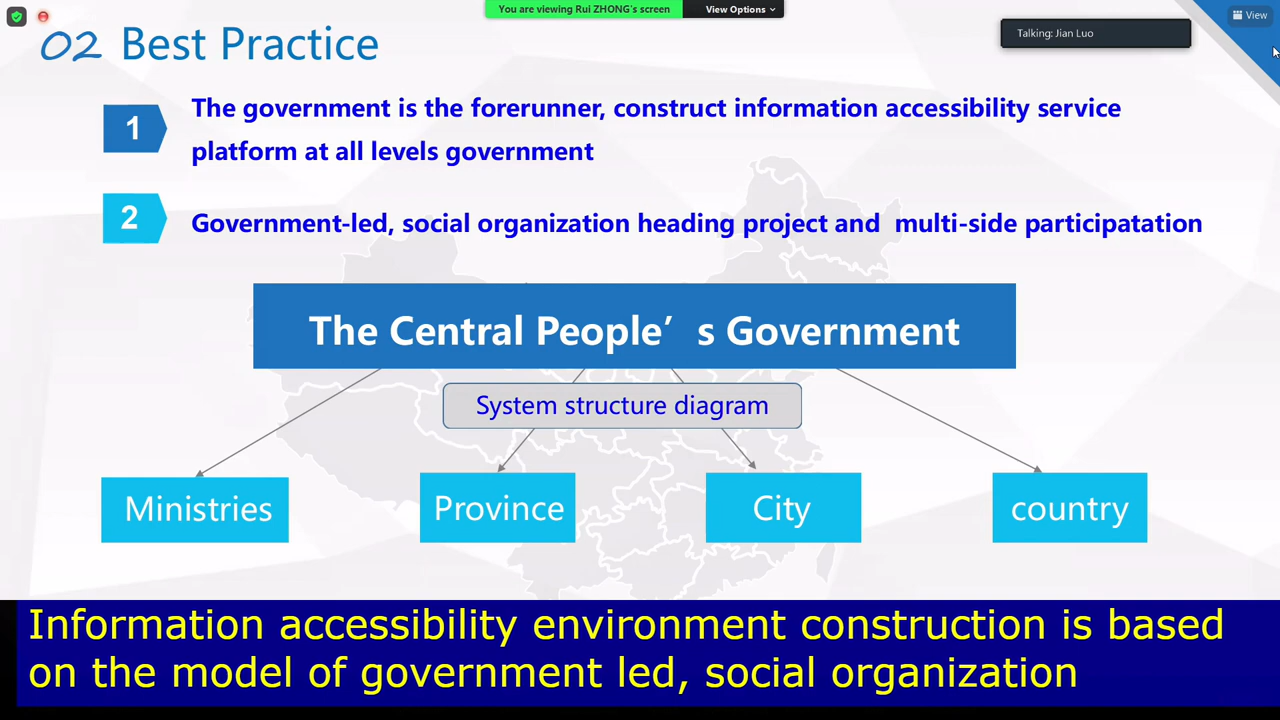 You are viewing Rui ZHONG's screen
View Options
View
Talking: Jian Luo
02 Best Practice
1
The government is the forerunner, construct information accessibility service
platform at all levels government
2
Government-led, social organization heading project and multi-side participatation
The Central People’s Government
System structure diagram
Ministries
Province
City
country
Information accessibility environment construction is based
on the model of government led, social organization